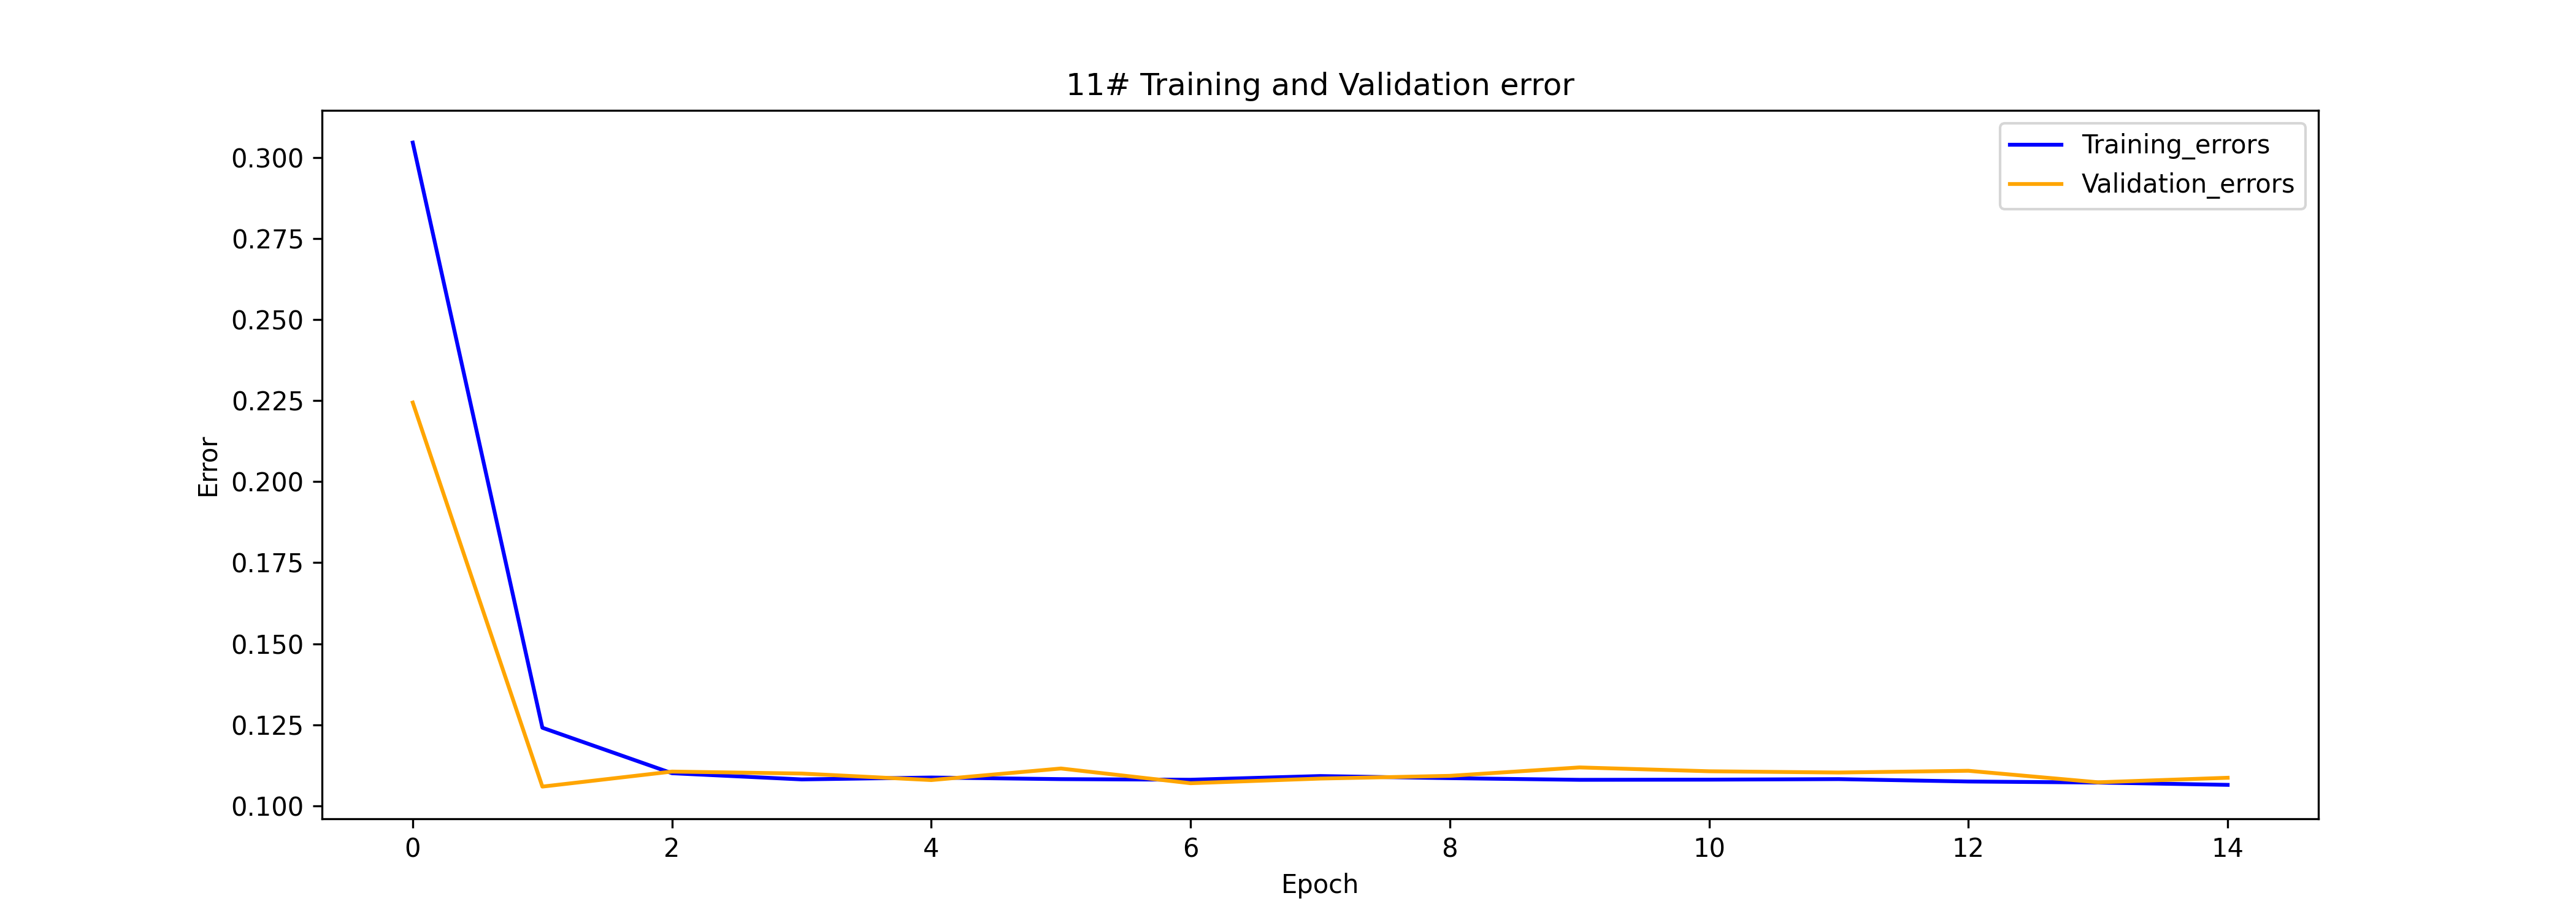 11# Training and Validation error
Training_errors
Validation_errors
Error
0.300
0.275
0.250
0.225
0.200
0.175
0.150
0.125
0.100
0 2 4 6 8 10 12 14
Epoch